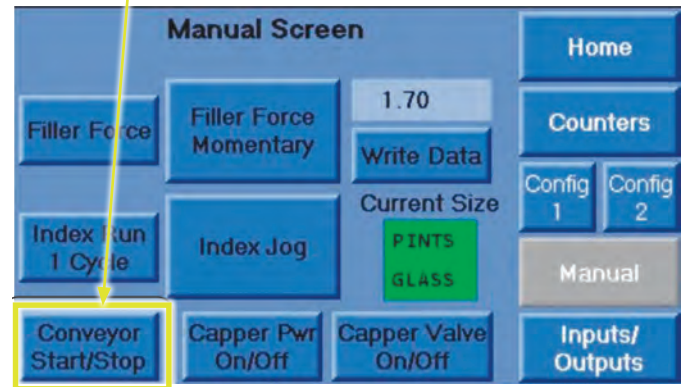 Manual Screen
Home
Filler Force
Filler Force
Momentary
1.70
Write Data
Counters
Config
1
Config
2
Current Size
PINTS
GLASS
Index Run
1 Cycle
Index Jog
Manual
Conveyor
Start/Stop
Capper Pwr
On/Off
Capper Valve
On/Off
Inputs/
Outputs